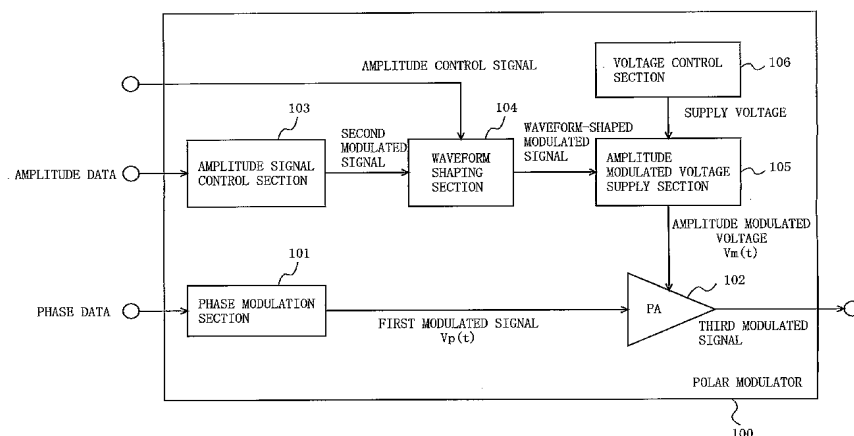 AMPLITUDE CONTROL SIGNAL
VOLTAGE CONTROL
SECTION
106
SUPPLY VOLTAGE
103
SECOND
MODULATED
SIGNAL
104
WAVEFORM-SHAPED
MODULATED
SIGNAL
AMPLITUDE DATA
AMPLITUDE SIGNAL
CONTROL SECTION
WAVEFORM
SHAPING
SECTION
AMPLITUDE
MODULATED VOLTAGE
SUPPLY SECTION
105
AMPLITUDE MODULATED
VOLTAGE
Vm(t)
101
102
PHASE DATA
PHASE MODULATION
SECTION
FIRST MODULATED SIGNAL
Vp(t)
PA
THIRD MODULATED
SIGNAL
POLAR MODULATOR
100